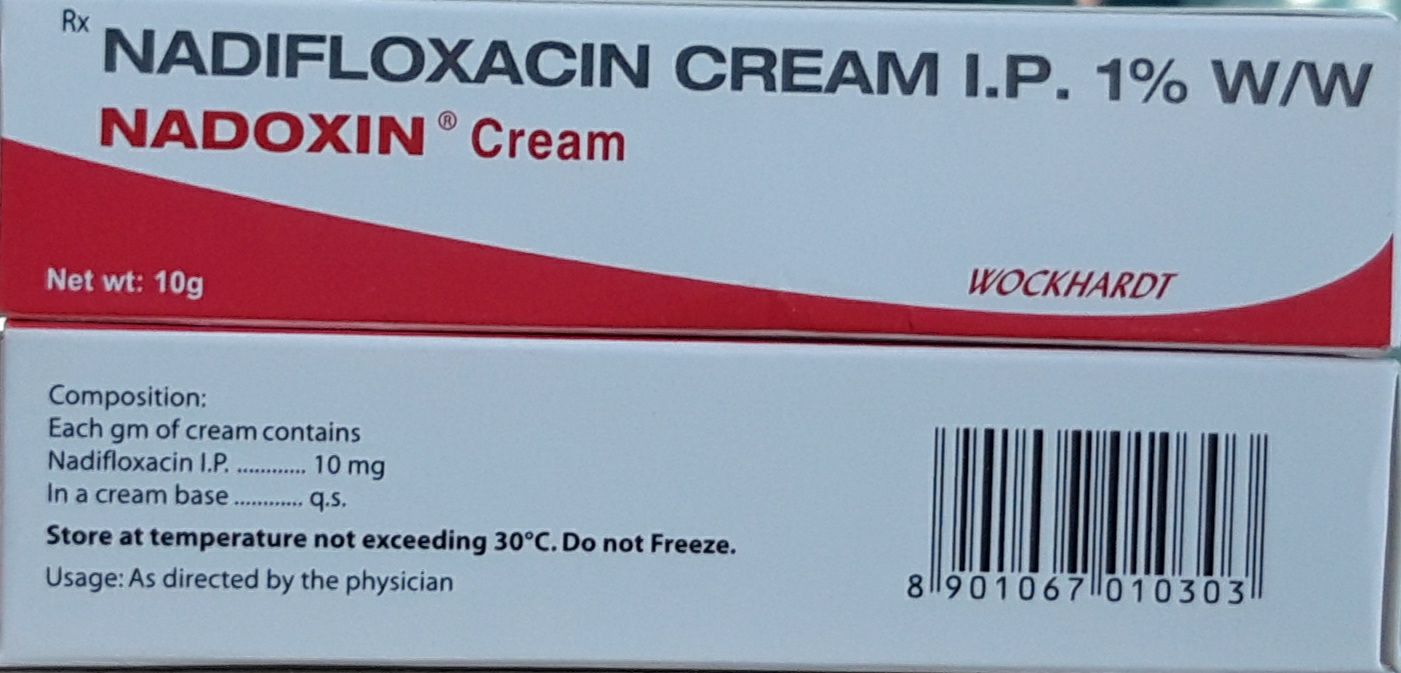 Rx
NADIFLOXACIN CREAM I.P. 1% W/W
NADOXIN® Cream
Net wt: 10g
WOCKHARDT
Composition:
Each gm of cream contains
Nadifloxacin I.P. ............ 10 mg
In a cream base ............ q.s.
Store at temperature not exceeding 30°C. Do not Freeze.
Usage: As directed by the physician
8 901067 010303